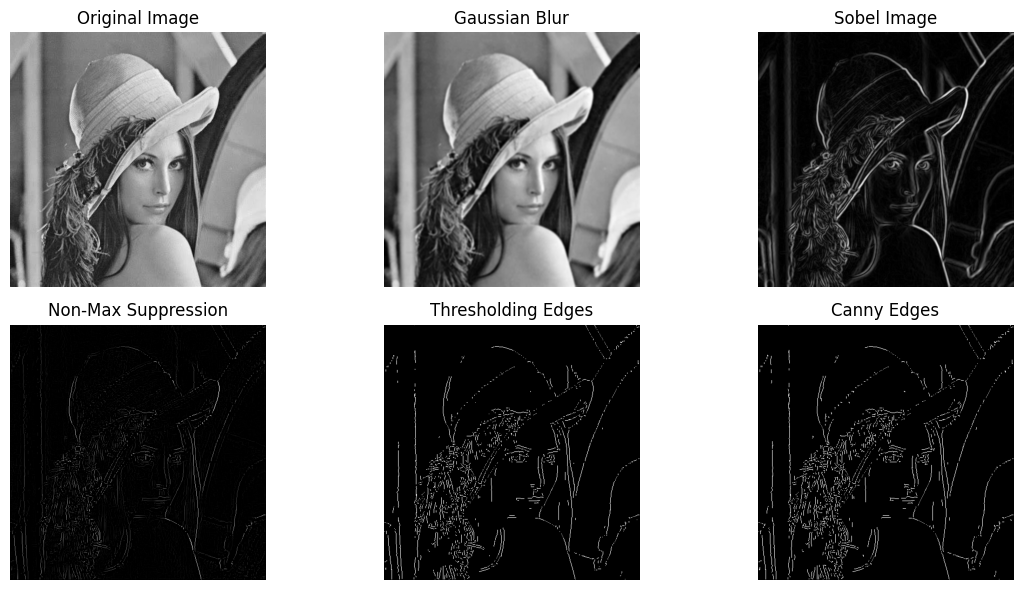 Original Image
Gaussian Blur
Sobel Image
Non-Max Suppression
Thresholding Edges
Canny Edges